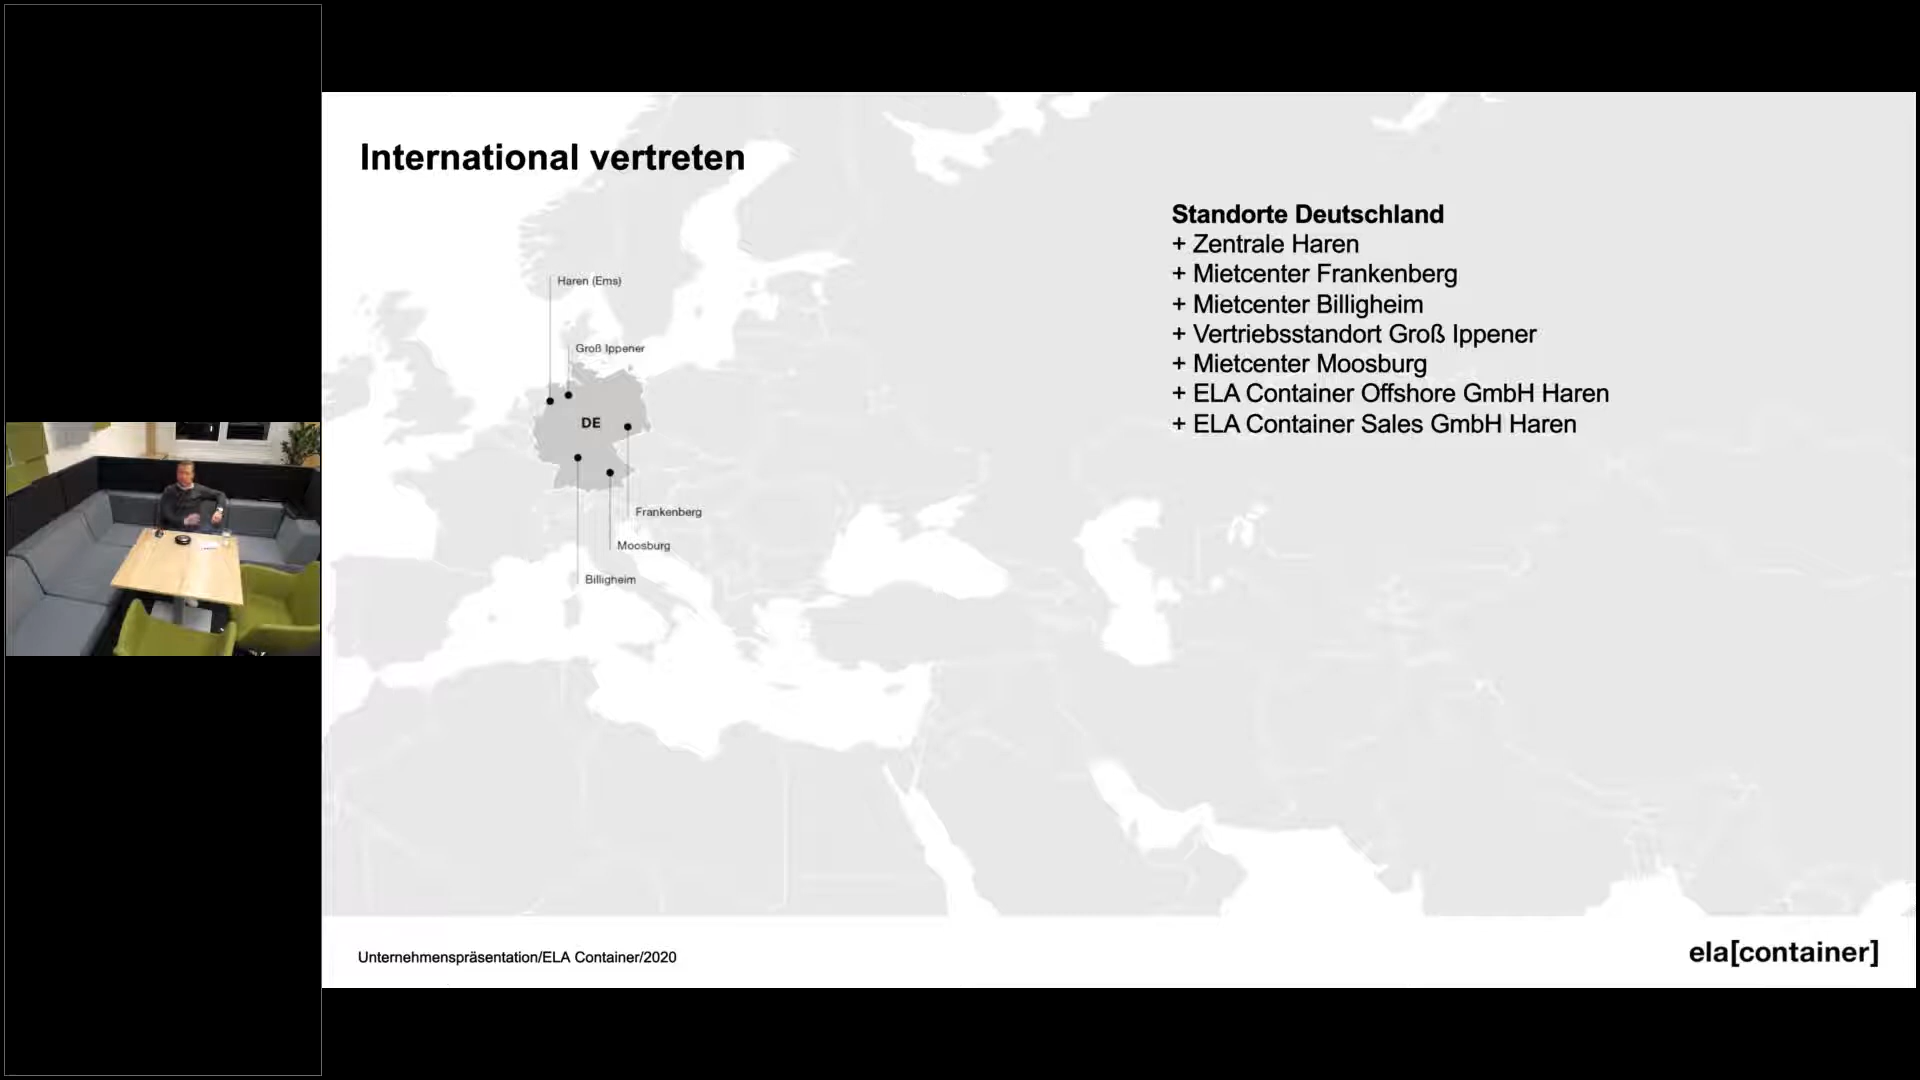 International vertreten
Standorte Deutschland
+ Zentrale Haren
+ Mietcenter Frankenberg
+ Mietcenter Billigheim
+ Vertriebsstandort Groß Ippener
+ Mietcenter Moosburg
+ ELA Container Offshore GmbH Haren
+ ELA Container Sales GmbH Haren
Haren (Ems)
Groß Ippener
DE
Frankenberg
Moosburg
Billigheim
Unternehmenspräsentation/ELA Container/2020
ela[container]